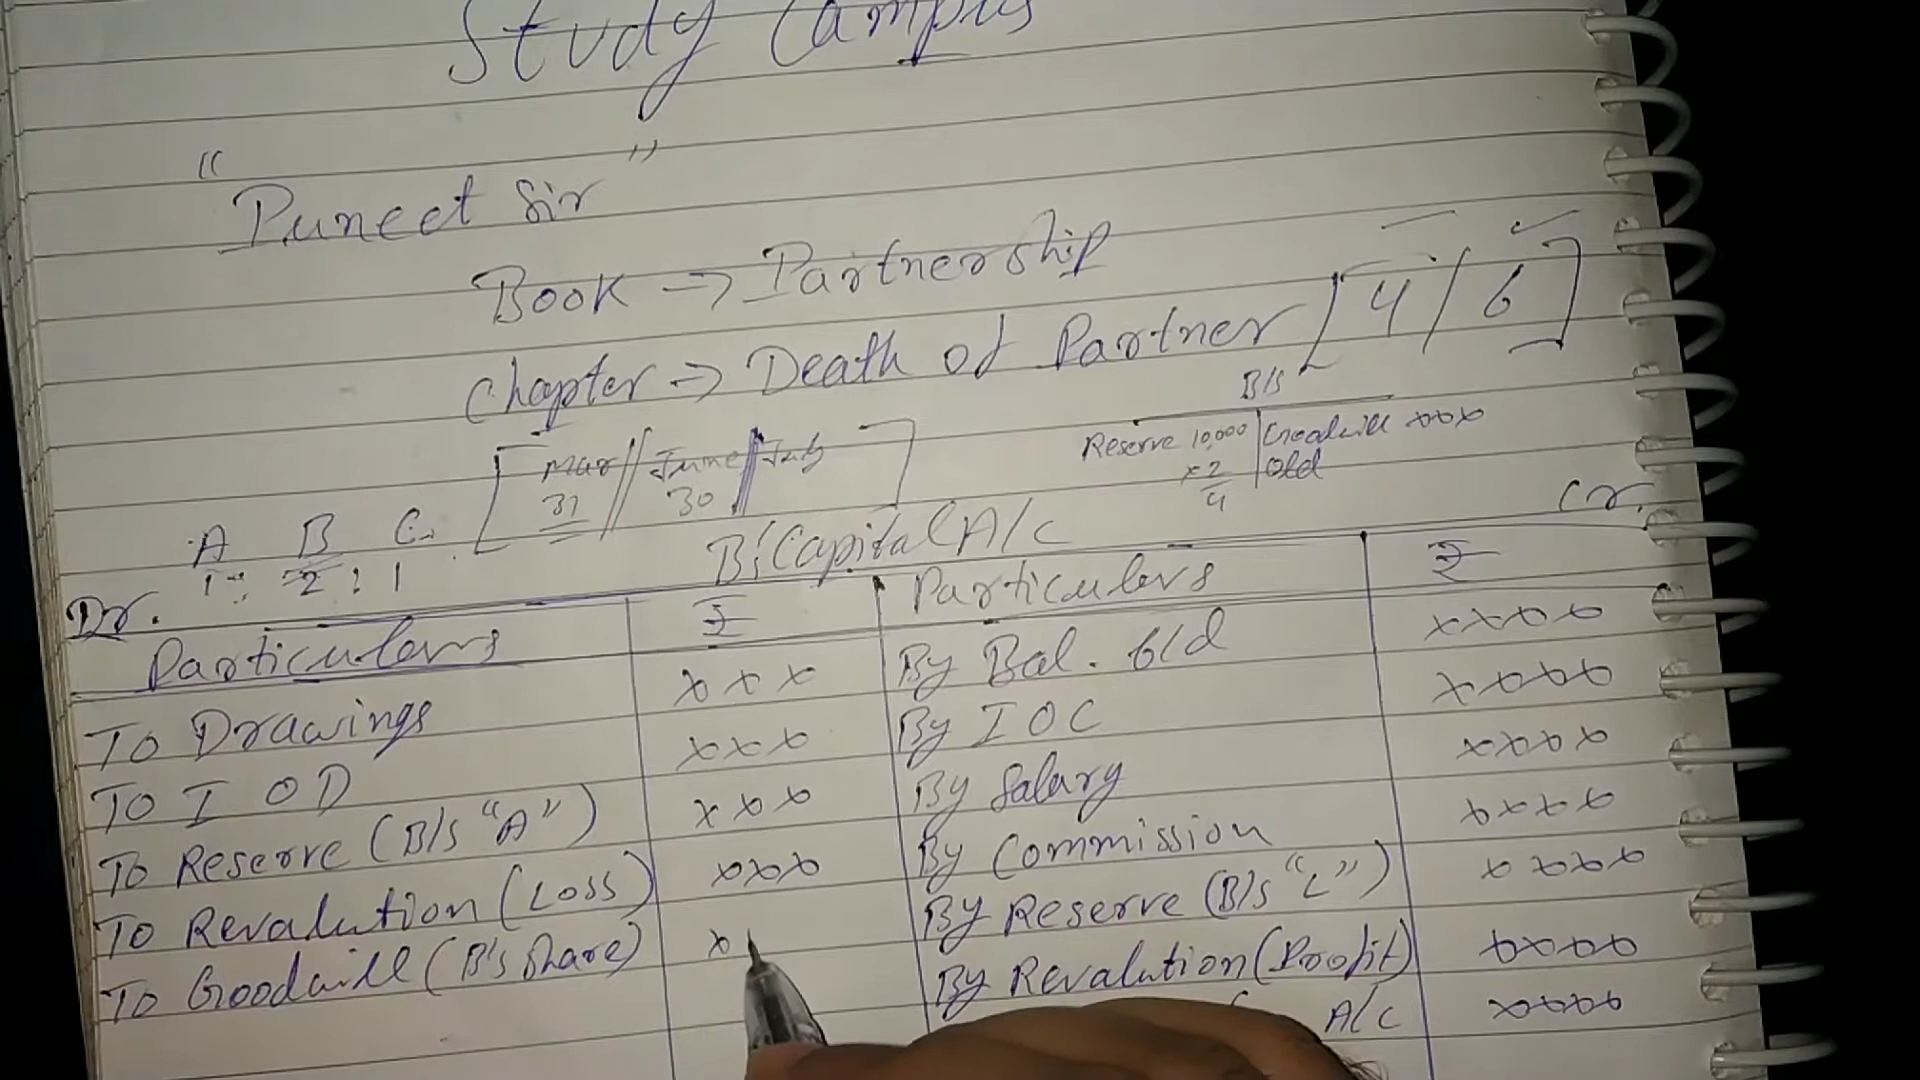 Study Campus
"Puneet Sir"
Book → Partnership
Chapter → Death of Partner [4/6]
B/s
Reserve 10,000 | Goodwill xxx
×2/4 | Old
[Mar 31 // June 30 // July]
A B C.
1 : 2 : 1
B's Capital A/c
Dr. Cr.
Particulars ₹ Particulars ₹
To Drawings xxx By Bal. b/d xxxx
To I O D xxx By I O C xxxx
To Reserve (B/s "A") xxx By Salary xxxx
To Revalution (Loss) xxx By Commission xxxx
To Goodwill (B's Share) x By Reserve (B/s "L") xxxx
By Revalution (Profit) xxxx
A/c xxxx